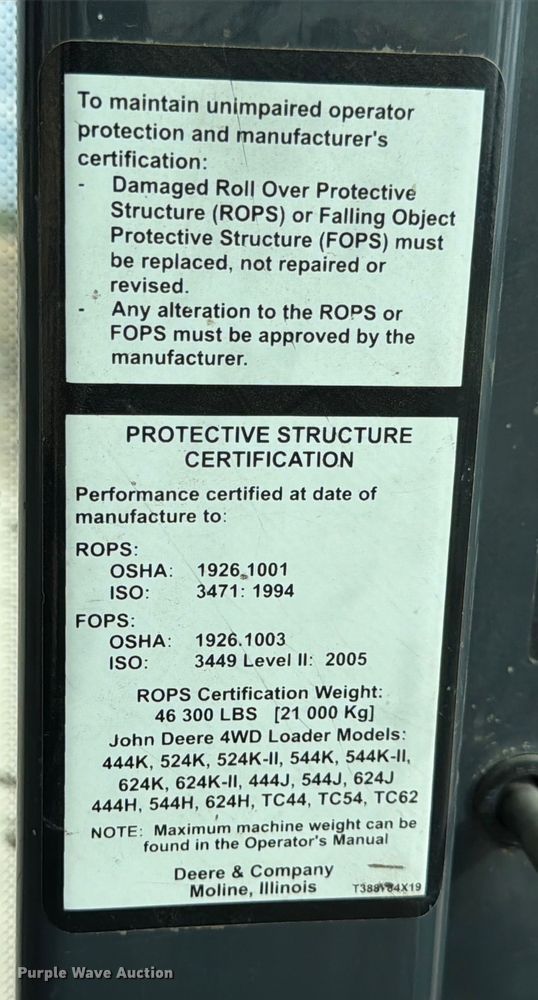 To maintain unimpaired operator
protection and manufacturer's
certification:
- Damaged Roll Over Protective
Structure (ROPS) or Falling Object
Protective Structure (FOPS) must
be replaced, not repaired or
revised.
- Any alteration to the ROPS or
FOPS must be approved by the
manufacturer.
PROTECTIVE STRUCTURE
CERTIFICATION
Performance certified at date of
manufacture to:
ROPS:
OSHA: 1926.1001
ISO: 3471: 1994
FOPS:
OSHA: 1926.1003
ISO: 3449 Level II: 2005
ROPS Certification Weight:
46 300 LBS [21 000 Kg]
John Deere 4WD Loader Models:
444K, 524K, 524K-II, 544K, 544K-II,
624K, 624K-II, 444J, 544J, 624J
444H, 544H, 624H, TC44, TC54, TC62
NOTE: Maximum machine weight can be
found in the Operator's Manual
Deere & Company
Moline, Illinois
Purple Wave Auction